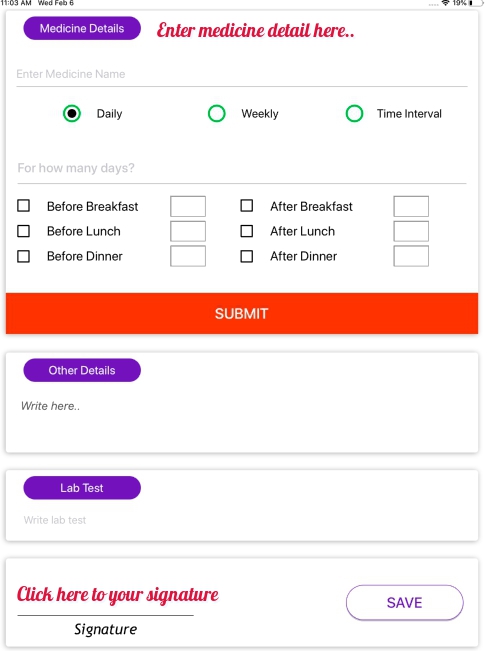 11:03 AM Wed Feb 6 19%
Medicine Details Enter medicine detail here..
Enter Medicine Name
Daily Weekly Time Interval
For how many days?
Before Breakfast After Breakfast
Before Lunch After Lunch
Before Dinner After Dinner
SUBMIT
Other Details
Write here..
Lab Test
Write lab test
Click here to your signature
SAVE
Signature